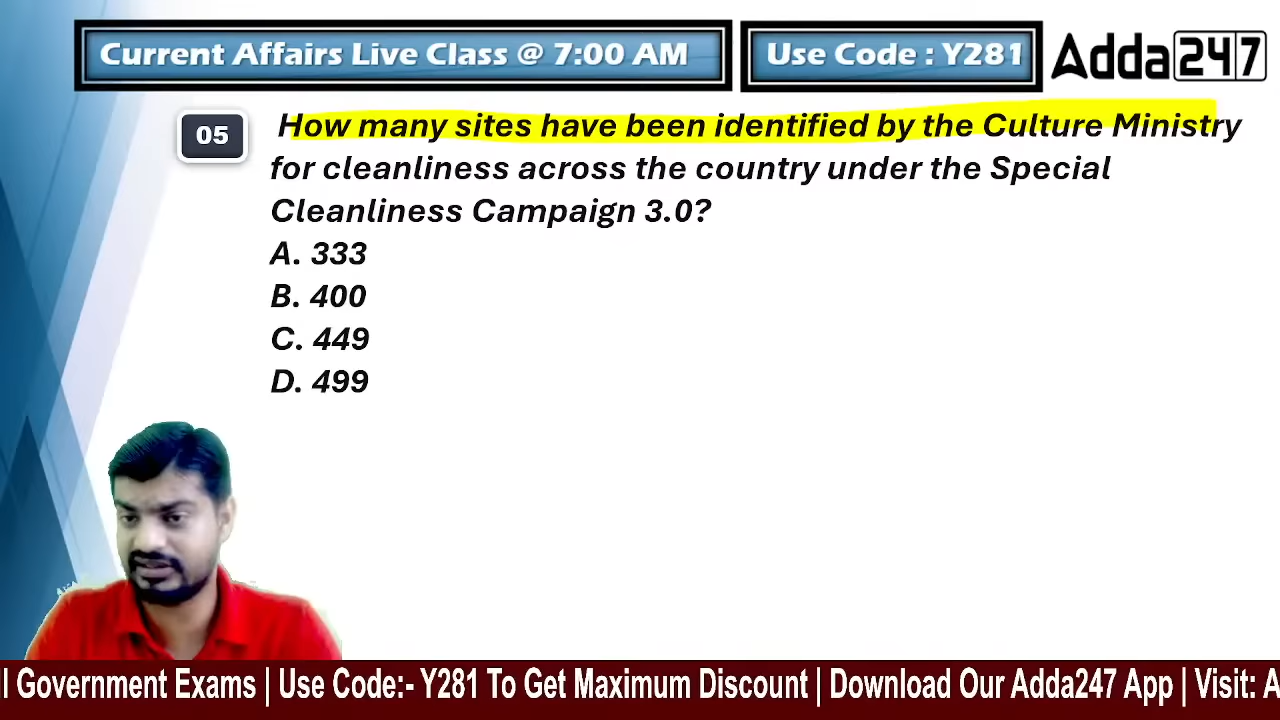 Current Affairs Live Class @ 7:00 AM
Use Code : Y281
Adda247
05
How many sites have been identified by the Culture Ministry
for cleanliness across the country under the Special
Cleanliness Campaign 3.0?
A. 333
B. 400
C. 449
D. 499
ll Government Exams | Use Code:- Y281 To Get Maximum Discount | Download Our Adda247 App | Visit: A